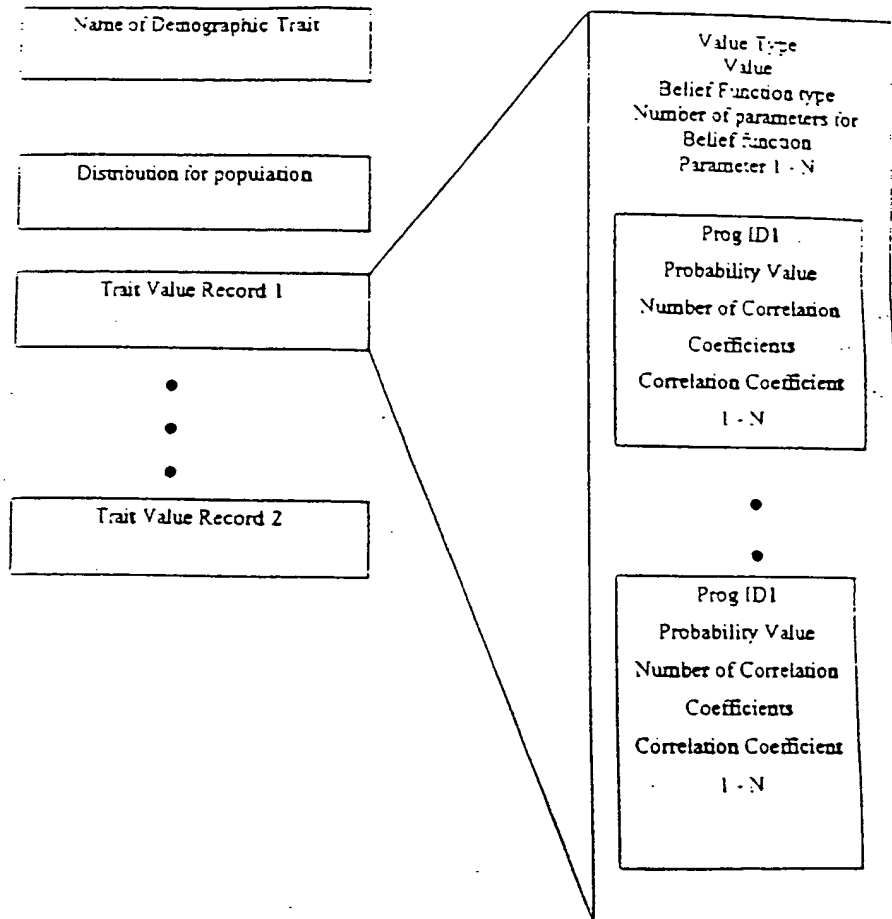 Name of Demographic Trait
Distribution for population
Trait Value Record 1
Trait Value Record 2
Value Type
Value
Belief Function type
Number of parameters for
Belief function
Parameter 1 - N
Prog ID1
Probability Value
Number of Correlation
Coefficients
Correlation Coefficient
1 - N
Prog ID1
Probability Value
Number of Correlation
Coefficients
Correlation Coefficient
1 - N